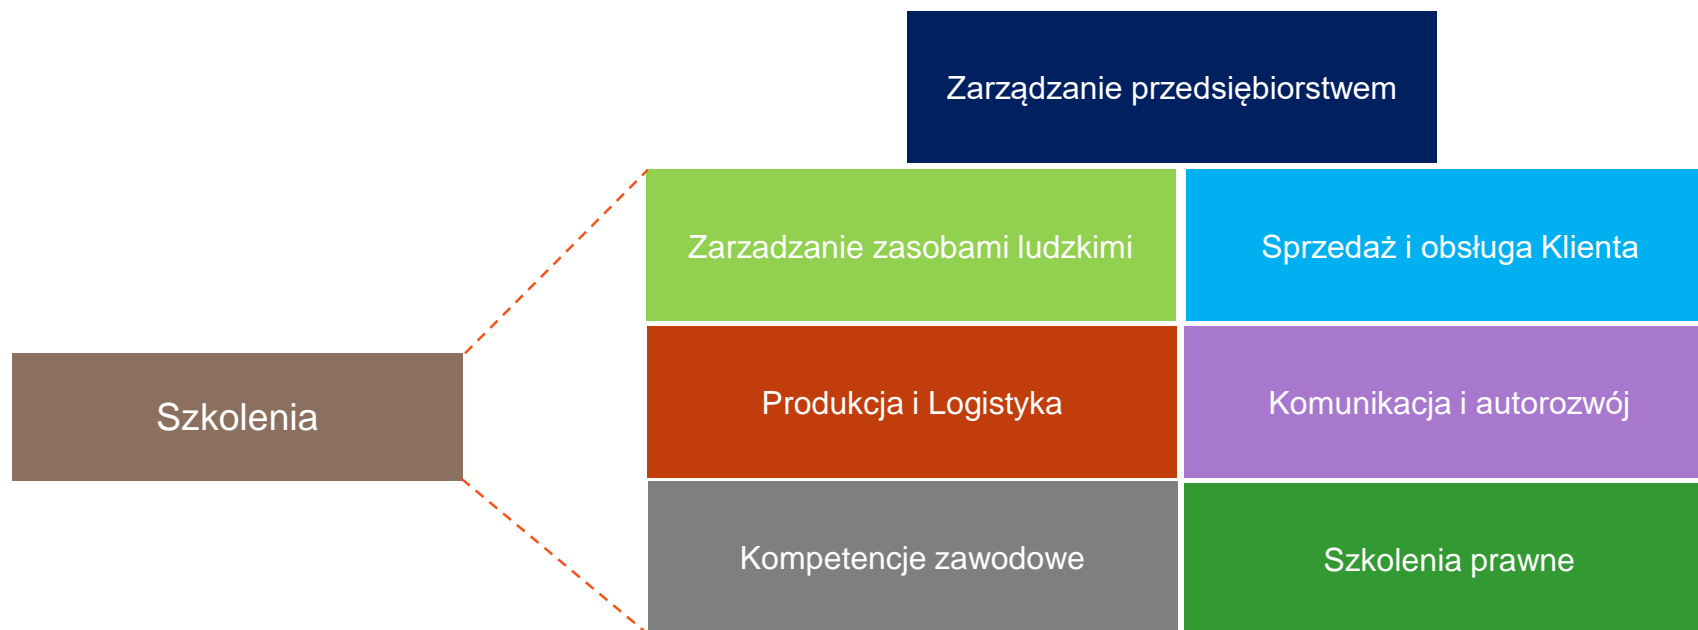 Zarządzanie przedsiębiorstwem
Zarzadzanie zasobami ludzkimi
Sprzedaż i obsługa Klienta
Szkolenia
Produkcja i Logistyka
Komunikacja i autorozwój
Kompetencje zawodowe
Szkolenia prawne